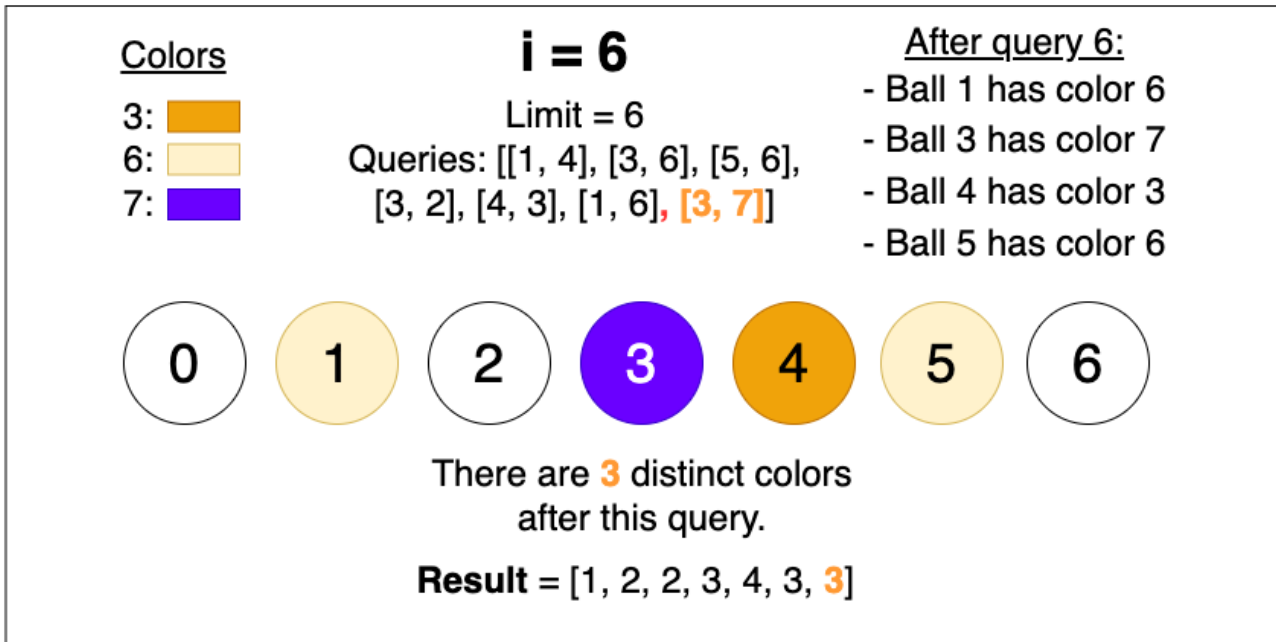 Colors
3:
6:
7:
i = 6
Limit = 6
Queries: [[1, 4], [3, 6], [5, 6],
[3, 2], [4, 3], [1, 6], [3, 7]]
After query 6:
- Ball 1 has color 6
- Ball 3 has color 7
- Ball 4 has color 3
- Ball 5 has color 6
0 1 2 3 4 5 6
There are 3 distinct colors
after this query.
Result = [1, 2, 2, 3, 4, 3, 3]